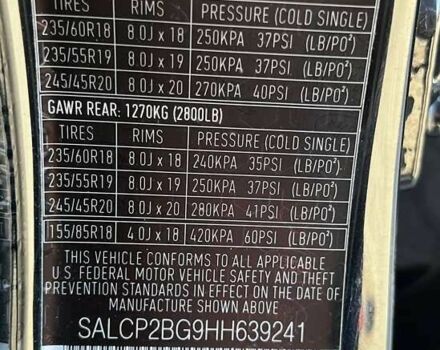 TIRES RIMS PRESSURE (COLD SINGLE)
235/60R18 8.0J x 18 250KPA 37PSI (LB/PO²)
235/55R19 8.0J x 19 250KPA 37PSI (LB/PO²)
245/45R20 8.0J x 20 270KPA 40PSI (LB/PO²)
GAWR REAR: 1270KG (2800LB)
TIRES RIMS PRESSURE (COLD SINGLE)
235/60R18 8.0J x 18 240KPA 35PSI (LB/PO²)
235/55R19 8.0J x 19 250KPA 37PSI (LB/PO²)
245/45R20 8.0J x 20 280KPA 41PSI (LB/PO²)
155/85R18 4.0J x 18 420KPA 60PSI (LB/PO²)
THIS VEHICLE CONFORMS TO ALL APPLICABLE
U.S. FEDERAL MOTOR VEHICLE SAFETY AND THEFT
PREVENTION STANDARDS IN EFFECT ON THE DATE
OF MANUFACTURE SHOWN ABOVE
SALCP2BG9HH639241